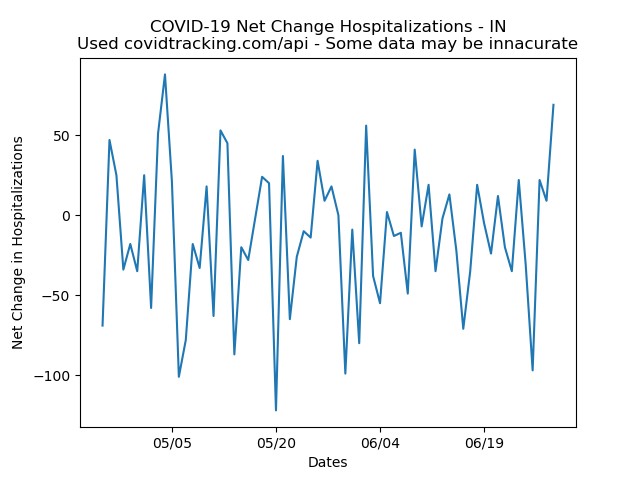 COVID-19 Net Change Hospitalizations - IN
Used covidtracking.com/api - Some data may be innacurate
Net Change in Hospitalizations
50
0
−50
−100
05/05
05/20
06/04
06/19
Dates